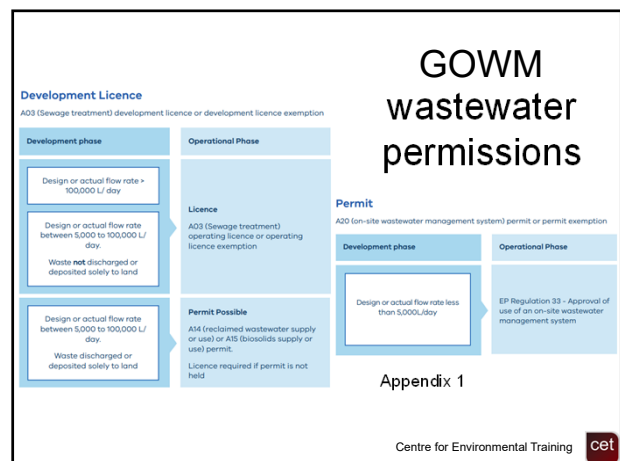 GOWM
wastewater
permissions
Development Licence
A03 (Sewage treatment) development licence or development licence exemption
Development phase
Operational Phase
Design or actual flow rate >
100,000 L/ day
Design or actual flow rate
between 5,000 to 100,000 L/
day.
Waste not discharged or
deposited solely to land
Licence
A03 (Sewage treatment)
operating licence or operating
licence exemption
Design or actual flow rate
between 5,000 to 100,000 L/
day.
Waste discharged or
deposited solely to land
Permit Possible
A14 (reclaimed wastewater supply
or use) or A15 (biosolids supply or
use) permit.
Licence required if permit is not
held
Permit
A20 (on-site wastewater management system) permit or permit exemption
Development phase
Operational Phase
Design or actual flow rate less
than 5,000L/day
EP Regulation 33 - Approval of
use of an on-site wastewater
management system
Appendix 1
Centre for Environmental Training
cet